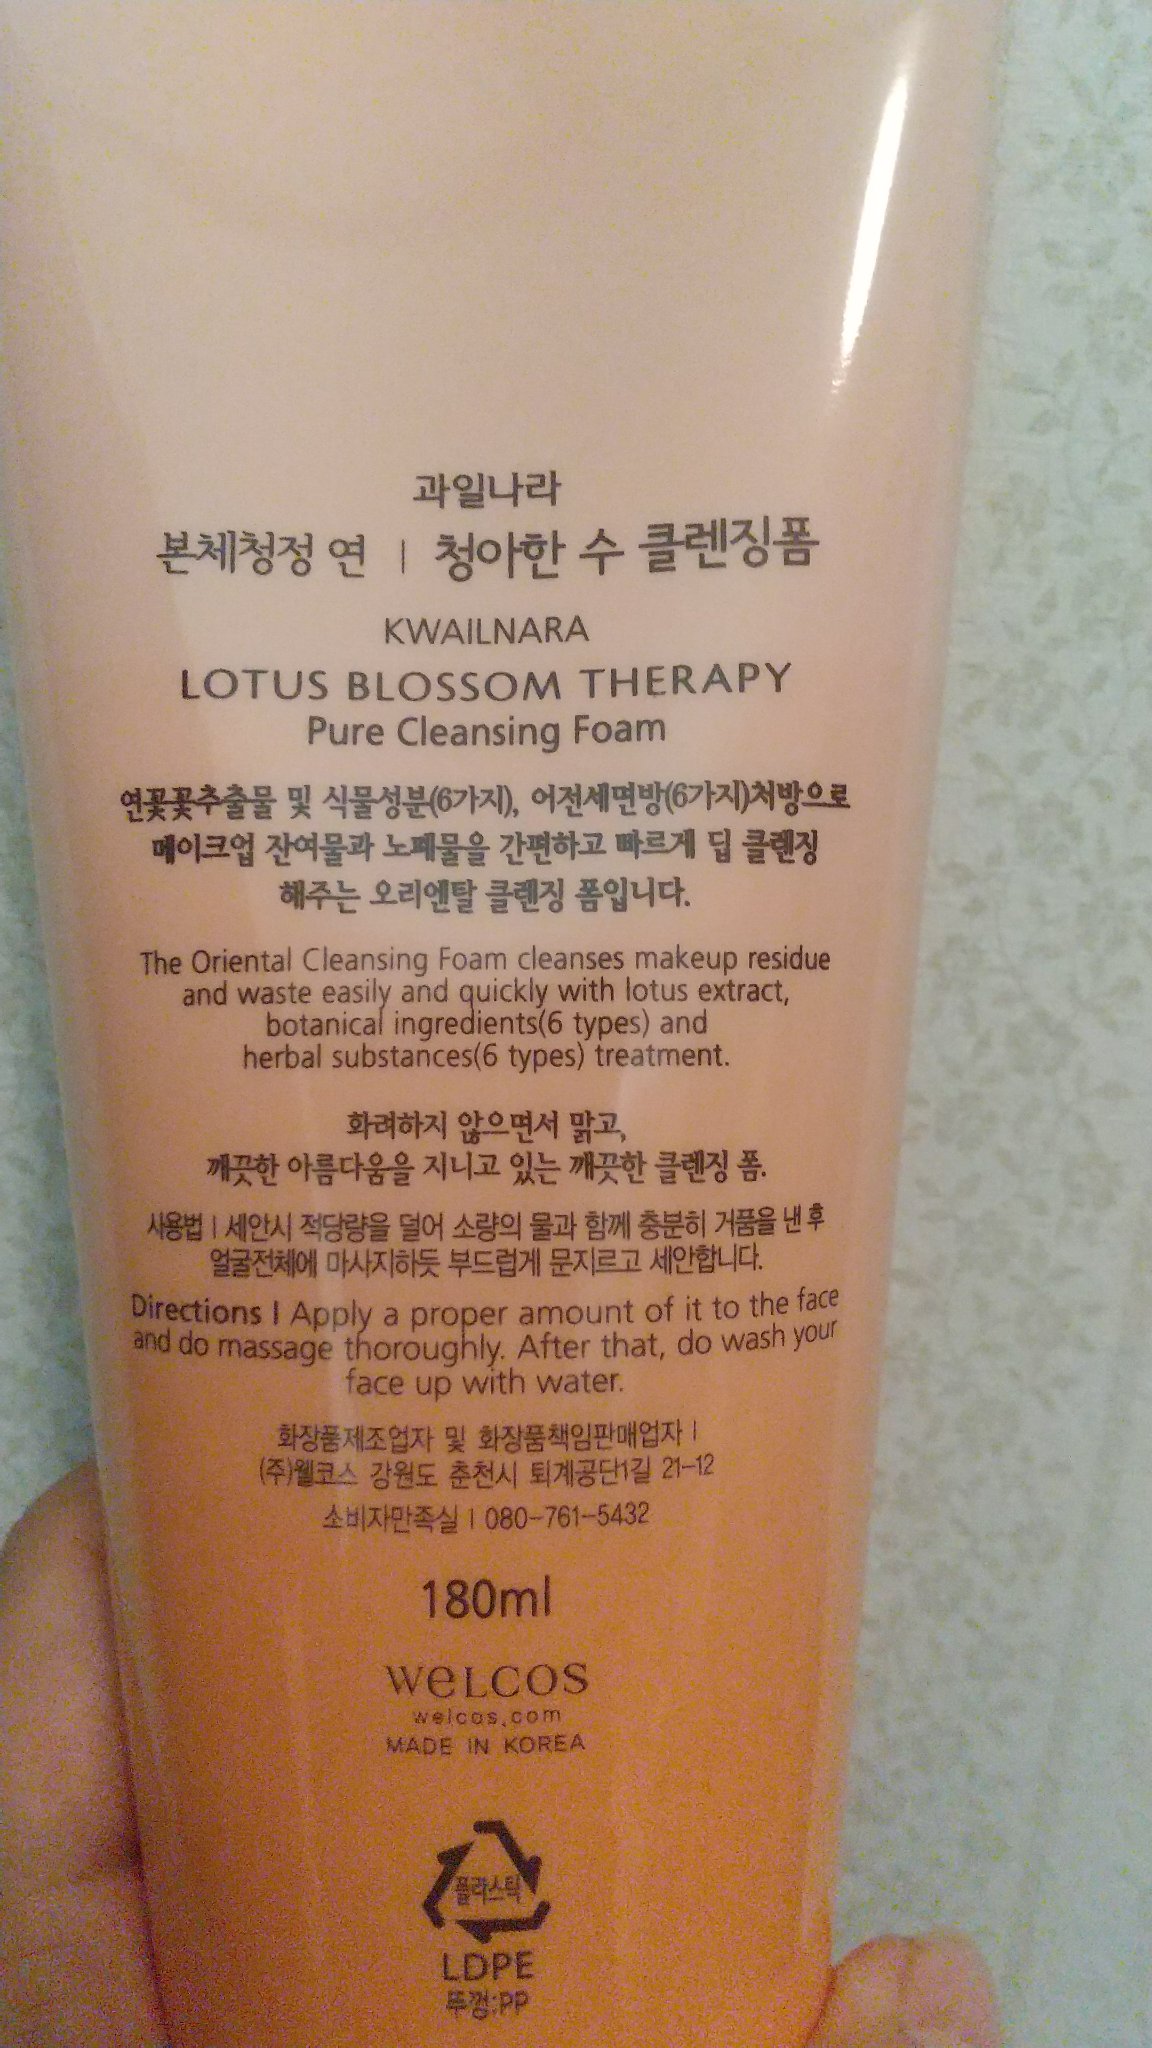 과일나라
본체청정 연 | 청아한 수 클렌징폼
KWAILNARA
LOTUS BLOSSOM THERAPY
Pure Cleansing Foam
연꽃꽃추출물 및 식물성분(6가지), 어전세면방(6가지)처방으로
메이크업 잔여물과 노폐물을 간편하고 빠르게 딥 클렌징
해주는 오리엔탈 클렌징 폼입니다.
The Oriental Cleansing Foam cleanses makeup residue
and waste easily and quickly with lotus extract,
botanical ingredients(6 types) and
herbal substances(6 types) treatment.
화려하지 않으면서 맑고,
깨끗한 아름다움을 지니고 있는 깨끗한 클렌징 폼.
사용법 | 세안시 적당량을 덜어 소량의 물과 함께 충분히 거품을 낸 후
얼굴전체에 마사지하듯 부드럽게 문지르고 세안합니다.
Directions | Apply a proper amount of it to the face
and do massage thoroughly. After that, do wash your
face up with water.
화장품제조업자 및 화장품책임판매업자 |
(주)웰코스 강원도 춘천시 퇴계공단1길 21-12
소비자만족실 | 080-761-5432
180ml
WeLCOS
welcos.com
MADE IN KOREA
플라스틱
LDPE
뚜껑:PP